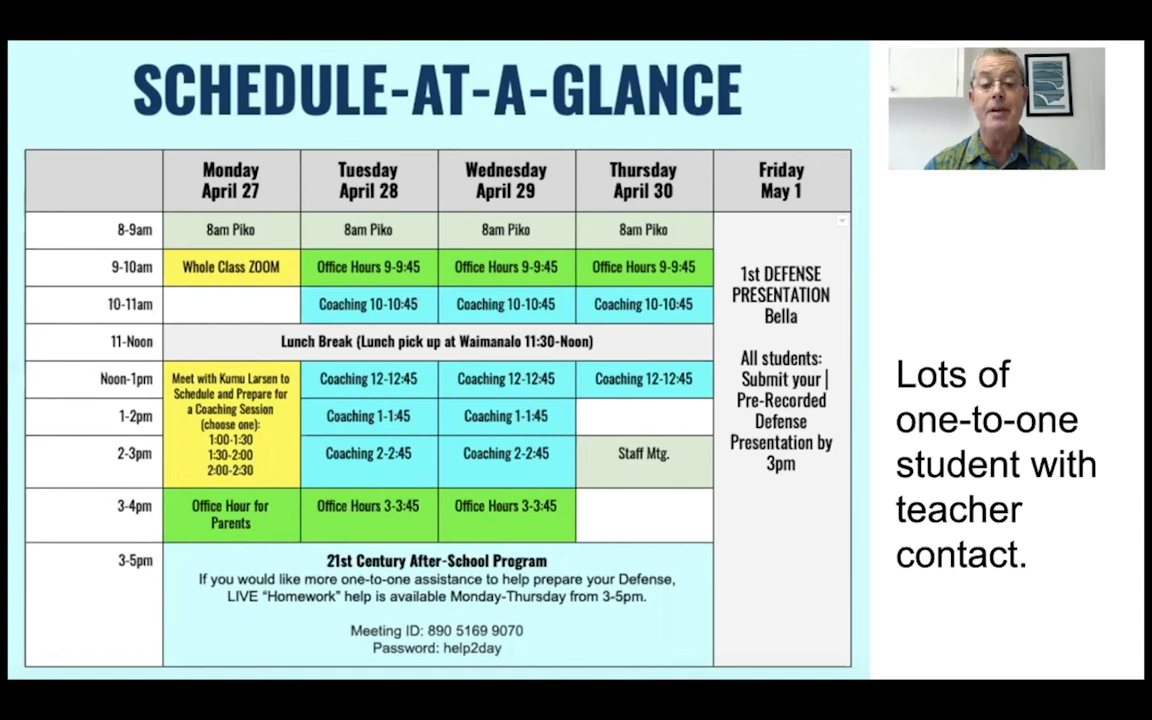 SCHEDULE-AT-A-GLANCE
Monday
April 27
Tuesday
April 28
Wednesday
April 29
Thursday
April 30
Friday
May 1
8-9am
8am Piko
8am Piko
8am Piko
8am Piko
9-10am
Whole Class ZOOM
Office Hours 9-9:45
Office Hours 9-9:45
Office Hours 9-9:45
10-11am
Coaching 10-10:45
Coaching 10-10:45
Coaching 10-10:45
11-Noon
Lunch Break (Lunch pick up at Waimanalo 11:30-Noon)
Noon-1pm
Meet with Kumu Larsen to
Schedule and Prepare for
a Coaching Session
(choose one):
1:00-1:30
1:30-2:00
2:00-2:30
Coaching 12-12:45
Coaching 12-12:45
Coaching 12-12:45
1-2pm
Coaching 1-1:45
Coaching 1-1:45
2-3pm
Coaching 2-2:45
Coaching 2-2:45
Staff Mtg.
3-4pm
Office Hour for
Parents
Office Hours 3-3:45
Office Hours 3-3:45
3-5pm
21st Century After-School Program
If you would like more one-to-one assistance to help prepare your Defense,
LIVE “Homework” help is available Monday-Thursday from 3-5pm.
Meeting ID: 890 5169 9070
Password: help2day
1st DEFENSE
PRESENTATION
Bella
All students:
Submit your
Pre-Recorded
Defense
Presentation by
3pm
Lots of
one-to-one
student with
teacher
contact.